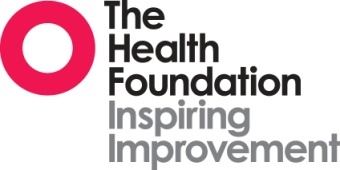 The
Health
Foundation
Inspiring
Improvement